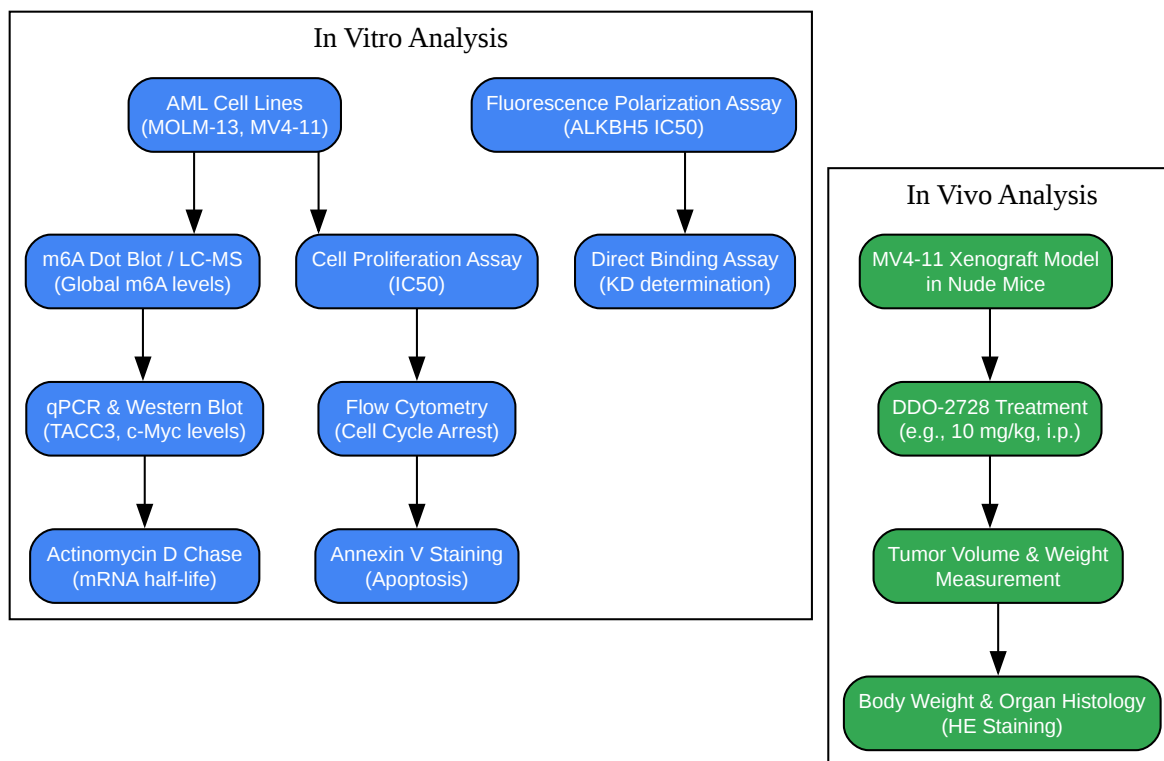 In Vitro Analysis
AML Cell Lines
(MOLM-13, MV4-11)
Fluorescence Polarization Assay
(ALKBH5 IC50)
m6A Dot Blot / LC-MS
(Global m6A levels)
Cell Proliferation Assay
(IC50)
Direct Binding Assay
(KD determination)
qPCR & Western Blot
(TACC3, c-Myc levels)
Flow Cytometry
(Cell Cycle Arrest)
Actinomycin D Chase
(mRNA half-life)
Annexin V Staining
(Apoptosis)
In Vivo Analysis
MV4-11 Xenograft Model
in Nude Mice
DDO-2728 Treatment
(e.g., 10 mg/kg, i.p.)
Tumor Volume & Weight
Measurement
Body Weight & Organ Histology
(HE Staining)